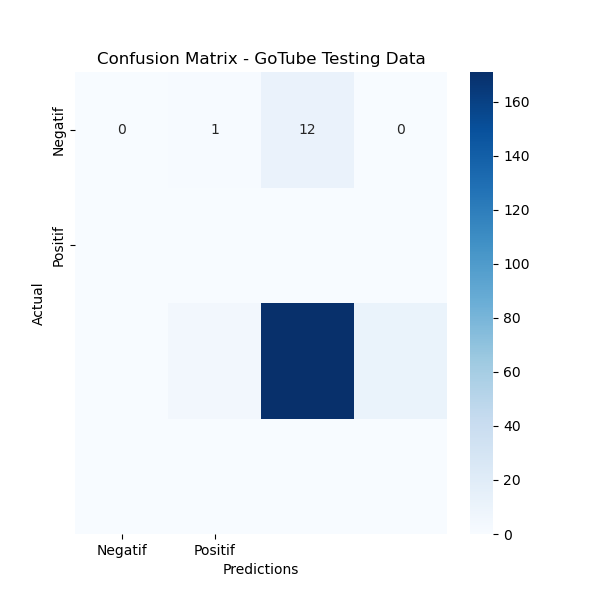 Confusion Matrix - GoTube Testing Data
Negatif
0 1 12 0
Positif
Actual
Negatif Positif
Predictions
160
140
120
100
80
60
40
20
0